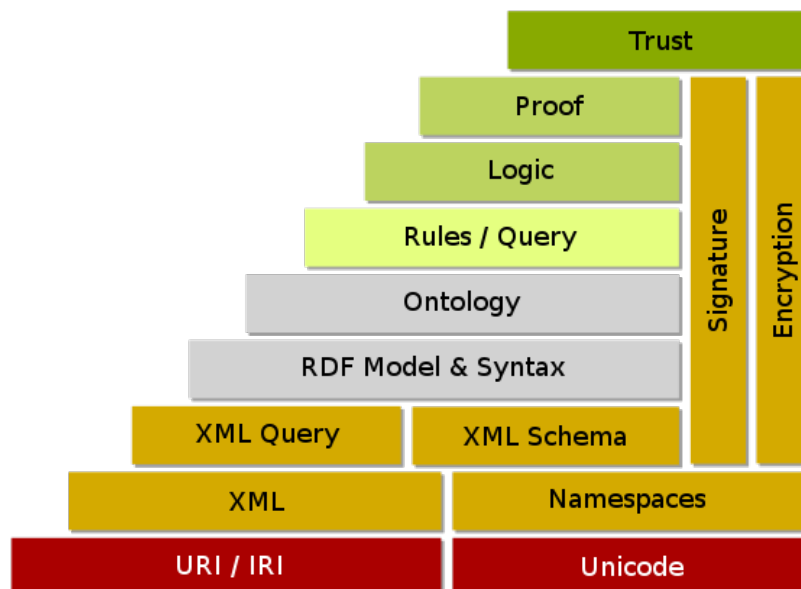 Trust
Proof
Logic
Rules / Query
Ontology
RDF Model & Syntax
Signature
Encryption
XML Query
XML Schema
XML
Namespaces
URI / IRI
Unicode